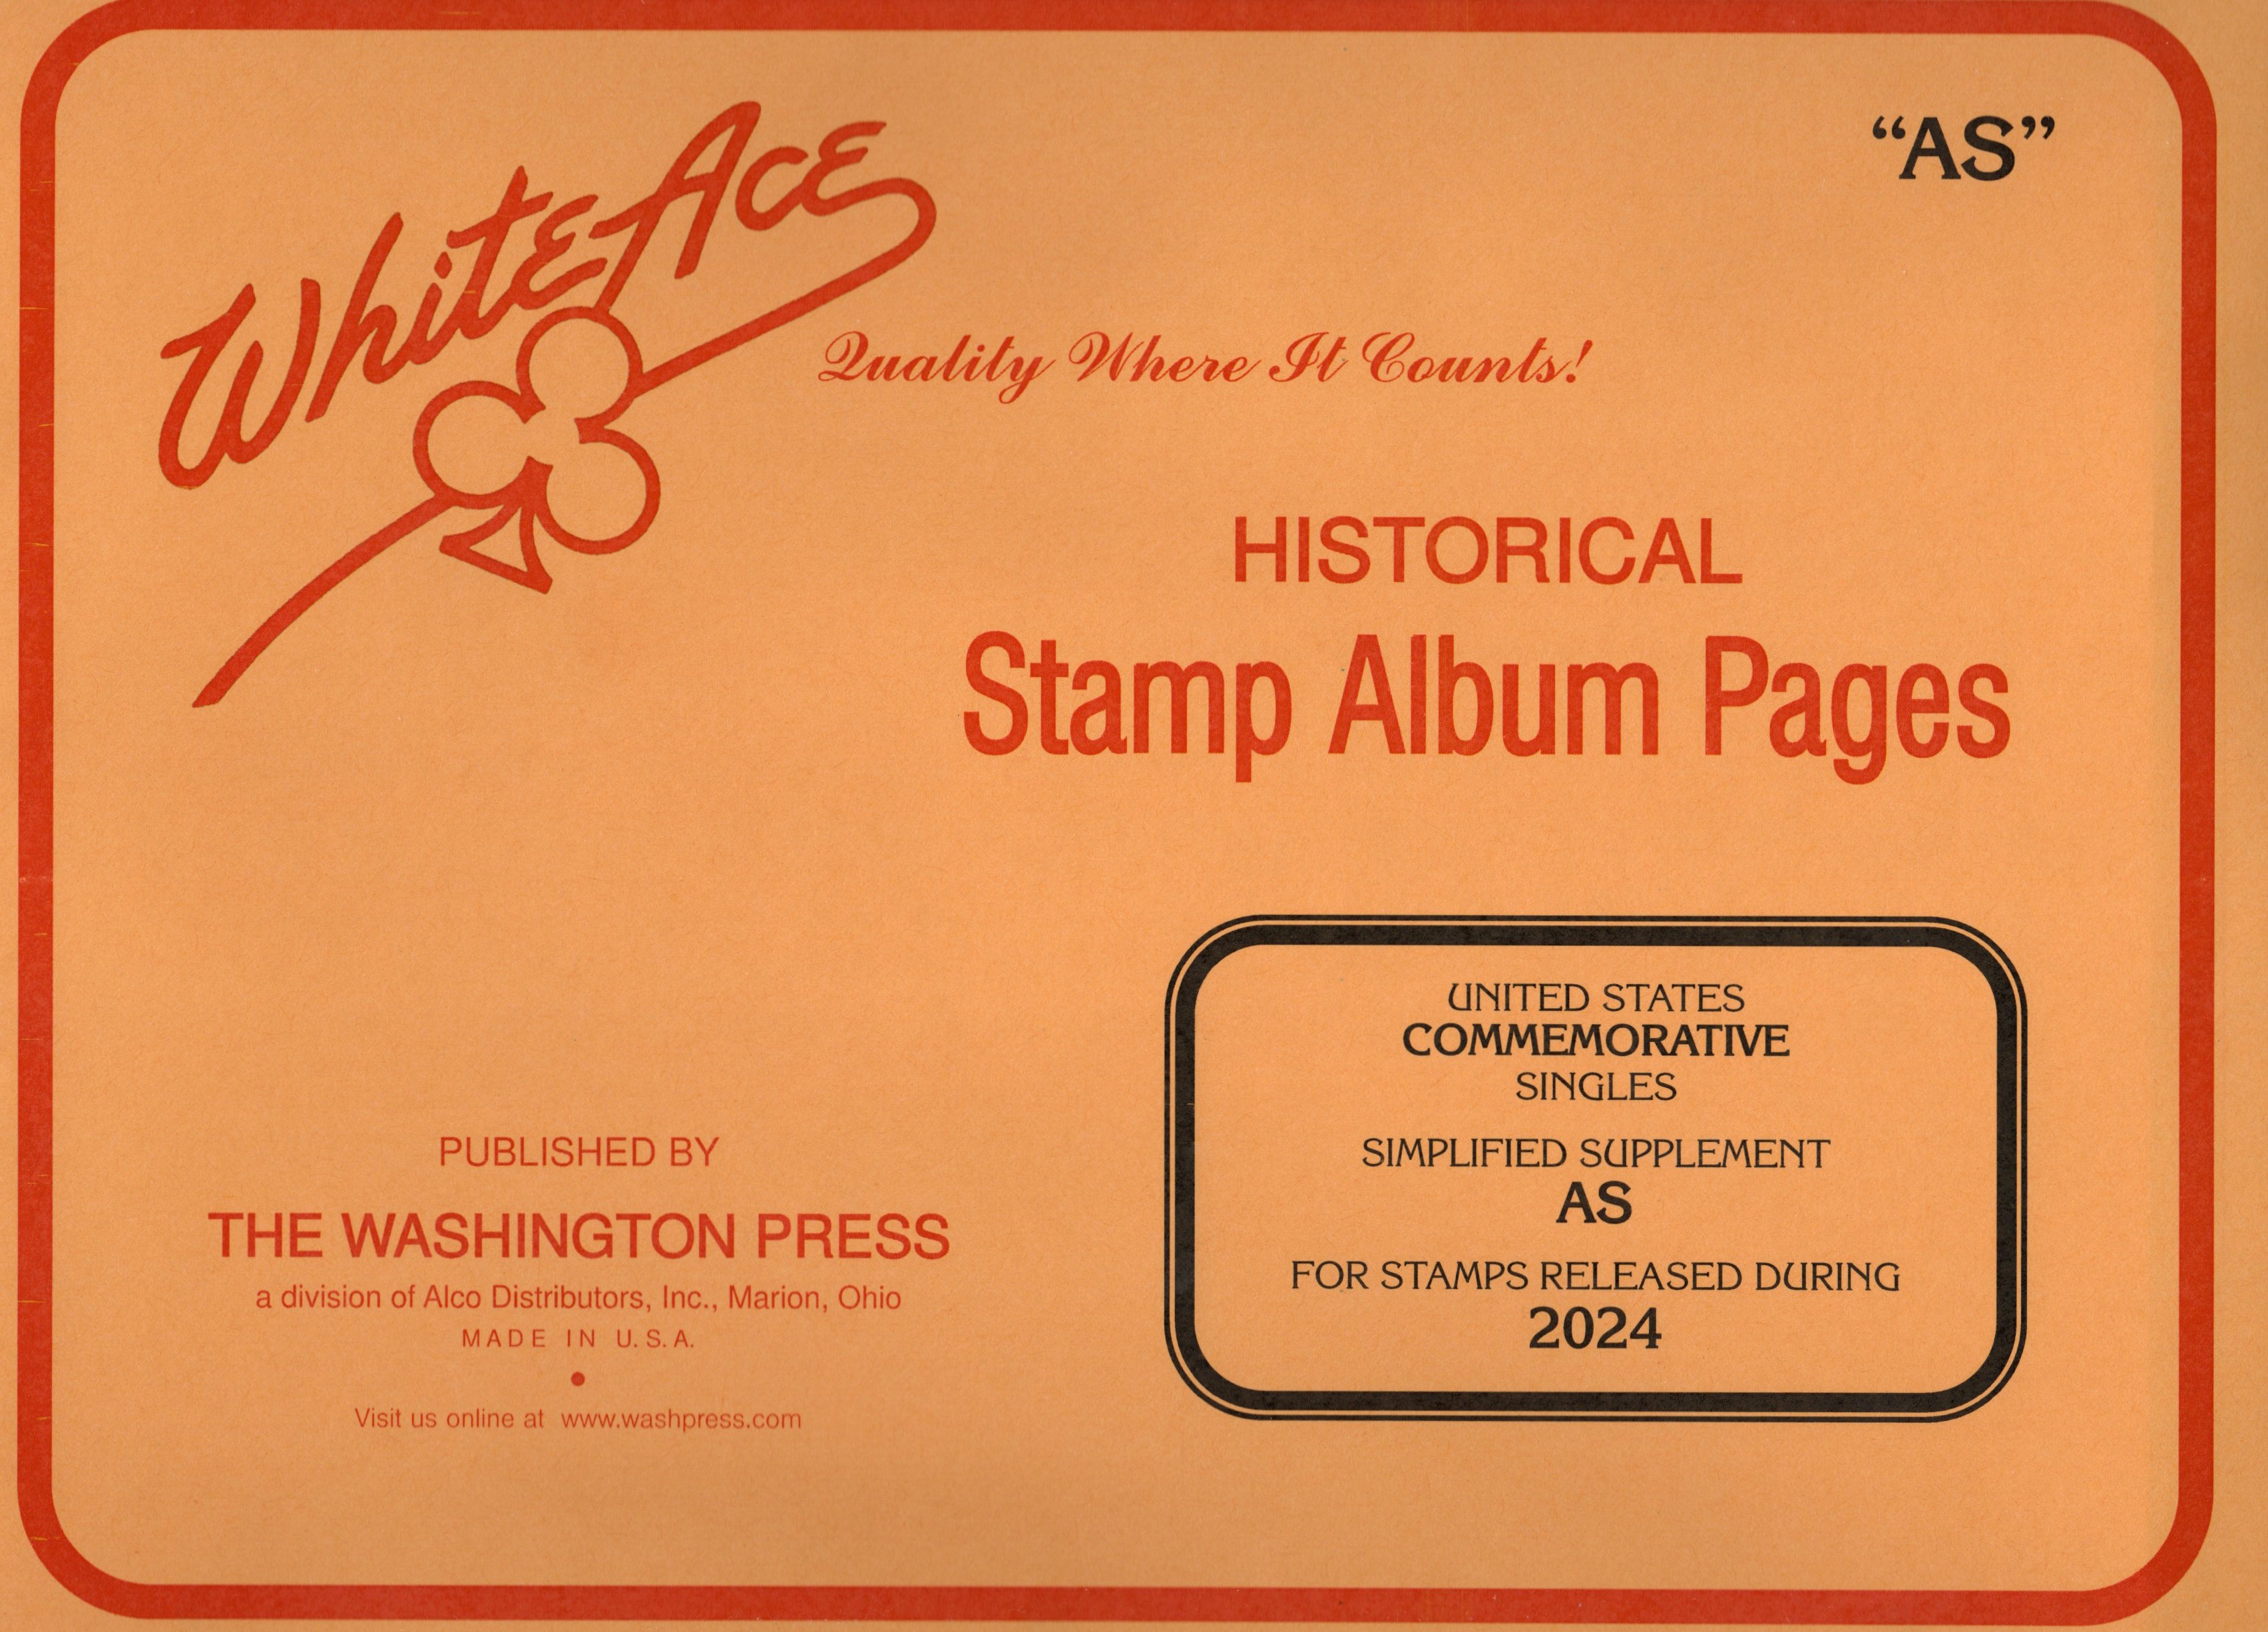 White Ace
"AS"
Quality Where It Counts!
HISTORICAL
Stamp Album Pages
UNITED STATES
COMMEMORATIVE
SINGLES
SIMPLIFIED SUPPLEMENT
AS
FOR STAMPS RELEASED DURING
2024
PUBLISHED BY
THE WASHINGTON PRESS
a division of Alco Distributors, Inc., Marion, Ohio
MADE IN U.S.A.
Visit us online at www.washpress.com